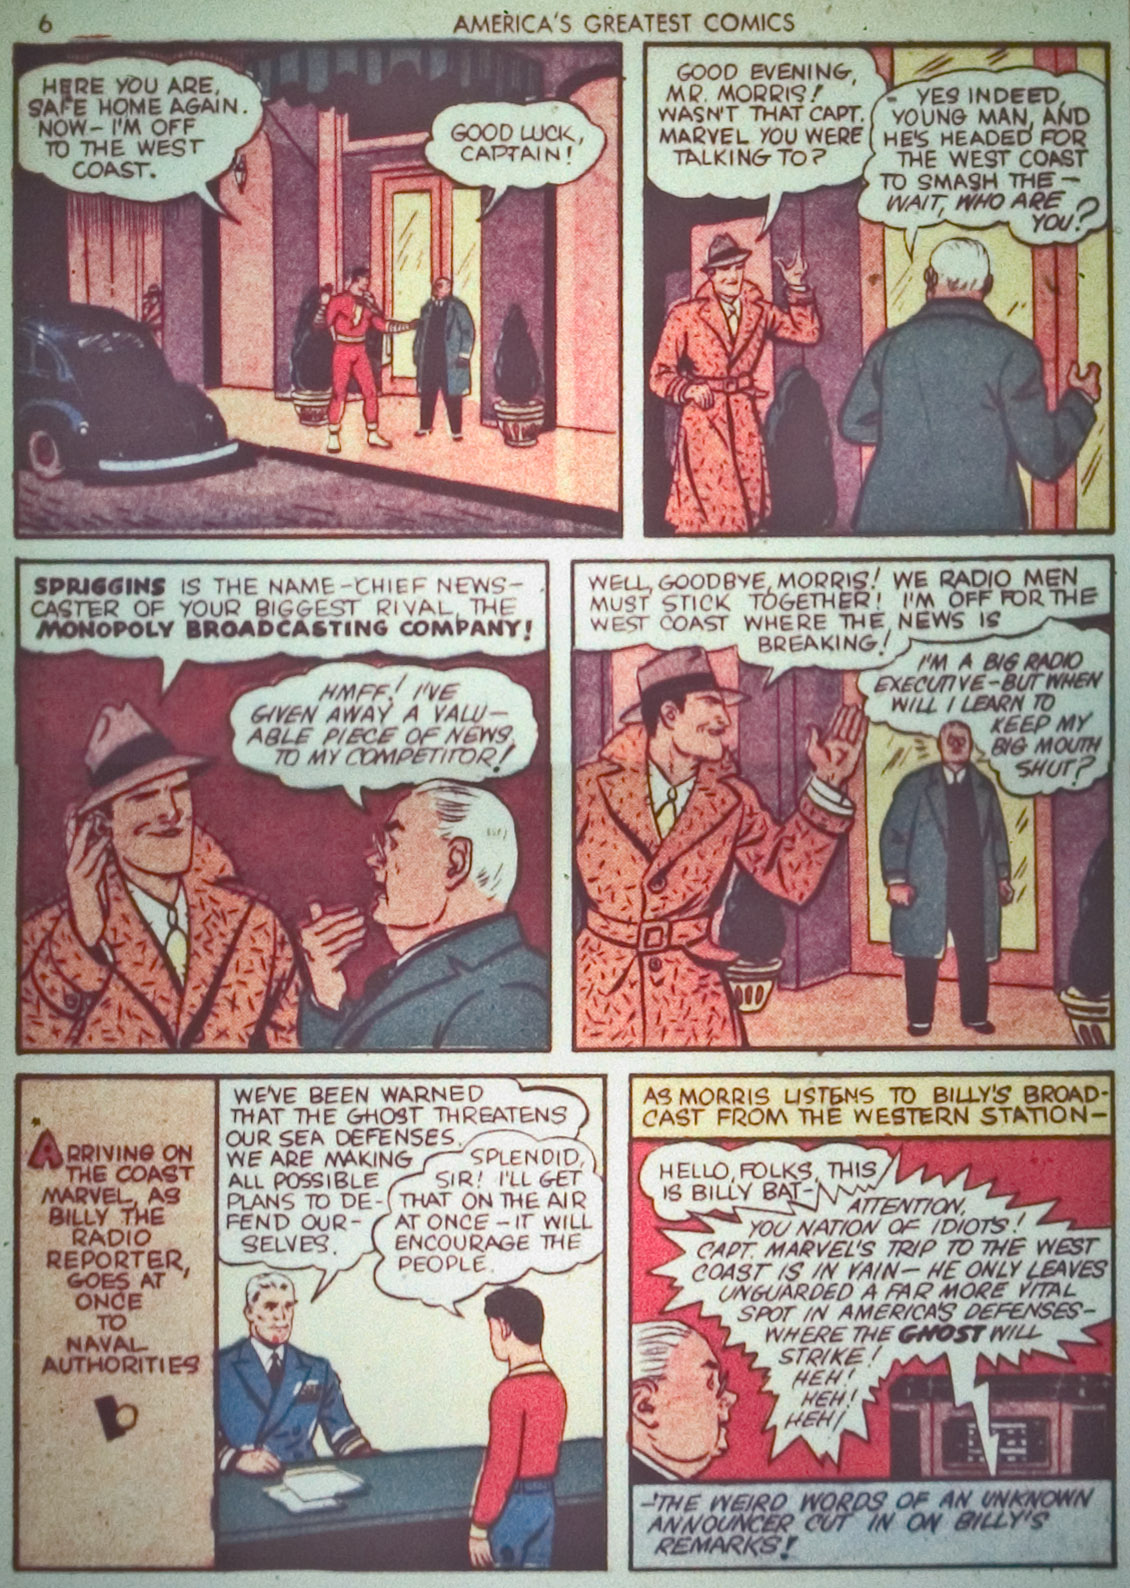 6
AMERICA'S GREATEST COMICS
HERE YOU ARE,
SAFE HOME AGAIN.
NOW - I'M OFF
TO THE WEST
COAST.
GOOD LUCK,
CAPTAIN!
GOOD EVENING,
MR. MORRIS!
WASN'T THAT CAPT.
MARVEL YOU WERE
TALKING TO?
YES INDEED,
YOUNG MAN, AND
HE'S HEADED FOR
THE WEST COAST
TO SMASH THE -
WAIT, WHO ARE
YOU?
SPRIGGINS IS THE NAME - CHIEF NEWS-
CASTER OF YOUR BIGGEST RIVAL, THE
MONOPOLY BROADCASTING COMPANY!
HMFF! I'VE
GIVEN AWAY A VALU-
ABLE PIECE OF NEWS
TO MY COMPETITOR!
WELL, GOODBYE, MORRIS! WE RADIO MEN
MUST STICK TOGETHER! I'M OFF FOR THE
WEST COAST WHERE THE NEWS IS
BREAKING!
I'M A BIG RADIO
EXECUTIVE - BUT WHEN
WILL I LEARN TO
KEEP MY
BIG MOUTH
SHUT?
ARRIVING ON
THE COAST
MARVEL, AS
BILLY THE
RADIO
REPORTER,
GOES AT
ONCE
TO
NAVAL
AUTHORITIES
WE'VE BEEN WARNED
THAT THE GHOST THREATENS
OUR SEA DEFENSES.
WE ARE MAKING
ALL POSSIBLE
PLANS TO DE-
FEND OUR-
SELVES.
SPLENDID,
SIR! I'LL GET
THAT ON THE AIR
AT ONCE - IT WILL
ENCOURAGE THE
PEOPLE.
AS MORRIS LISTENS TO BILLY'S BROAD-
CAST FROM THE WESTERN STATION -
HELLO, FOLKS, THIS
IS BILLY BAT-
ATTENTION,
YOU NATION OF IDIOTS!
CAPT. MARVEL'S TRIP TO THE WEST
COAST IS IN VAIN - HE ONLY LEAVES
UNGUARDED A FAR MORE VITAL
SPOT IN AMERICA'S DEFENSES -
WHERE THE GHOST WILL
STRIKE!
HEH!
HEH!
HEH!
-THE WEIRD WORDS OF AN UNKNOWN
ANNOUNCER CUT IN ON BILLY'S
REMARKS!